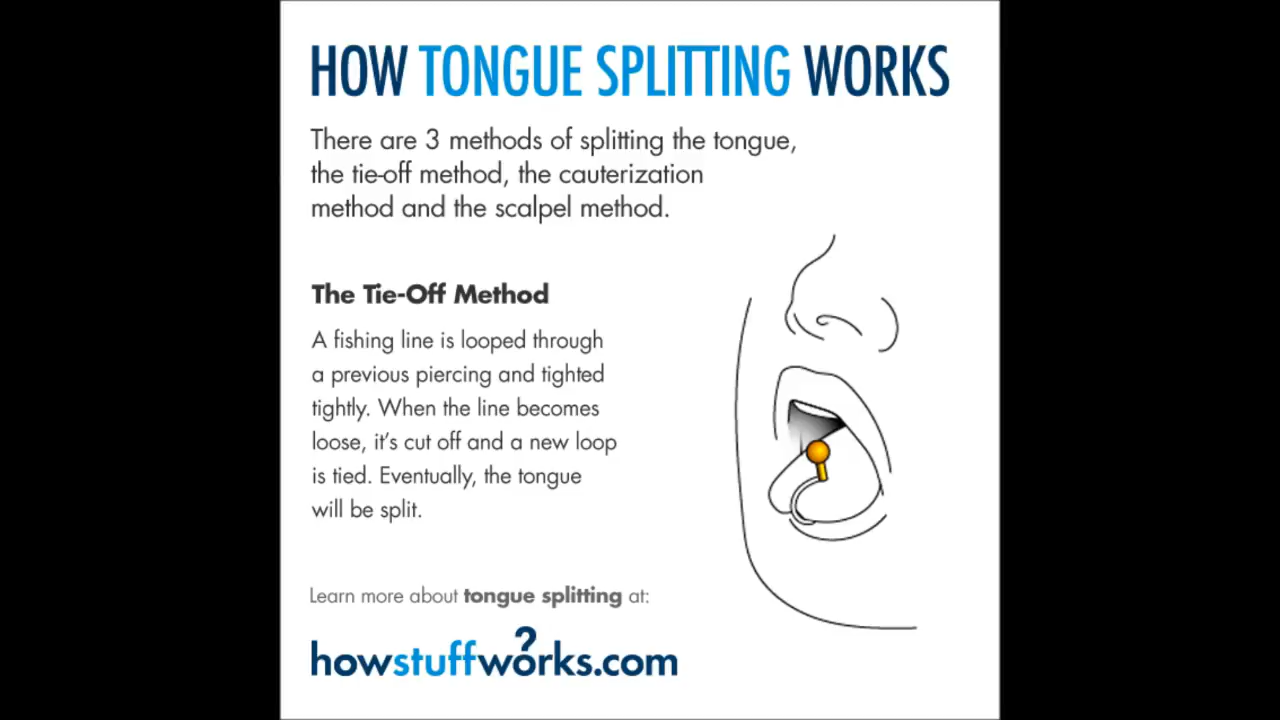 HOW TONGUE SPLITTING WORKS
There are 3 methods of splitting the tongue,
the tie-off method, the cauterization
method and the scalpel method.
The Tie-Off Method
A fishing line is looped through
a previous piercing and tighted
tightly. When the line becomes
loose, it's cut off and a new loop
is tied. Eventually, the tongue
will be split.
Learn more about tongue splitting at:
howstuffworks.com
?